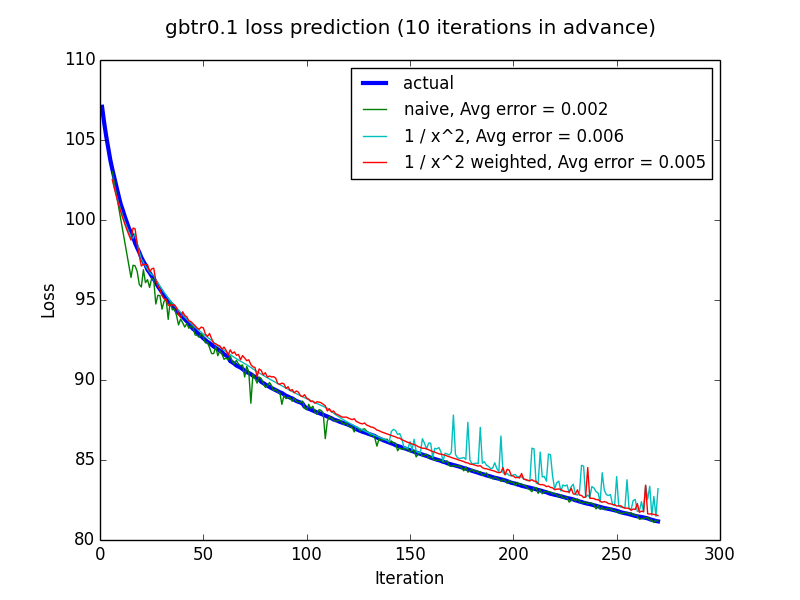 gbtr0.1 loss prediction (10 iterations in advance)
110
105
100
95
90
85
80
Loss
actual
naive, Avg error = 0.002
1 / x^2, Avg error = 0.006
1 / x^2 weighted, Avg error = 0.005
0 50 100 150 200 250 300
Iteration